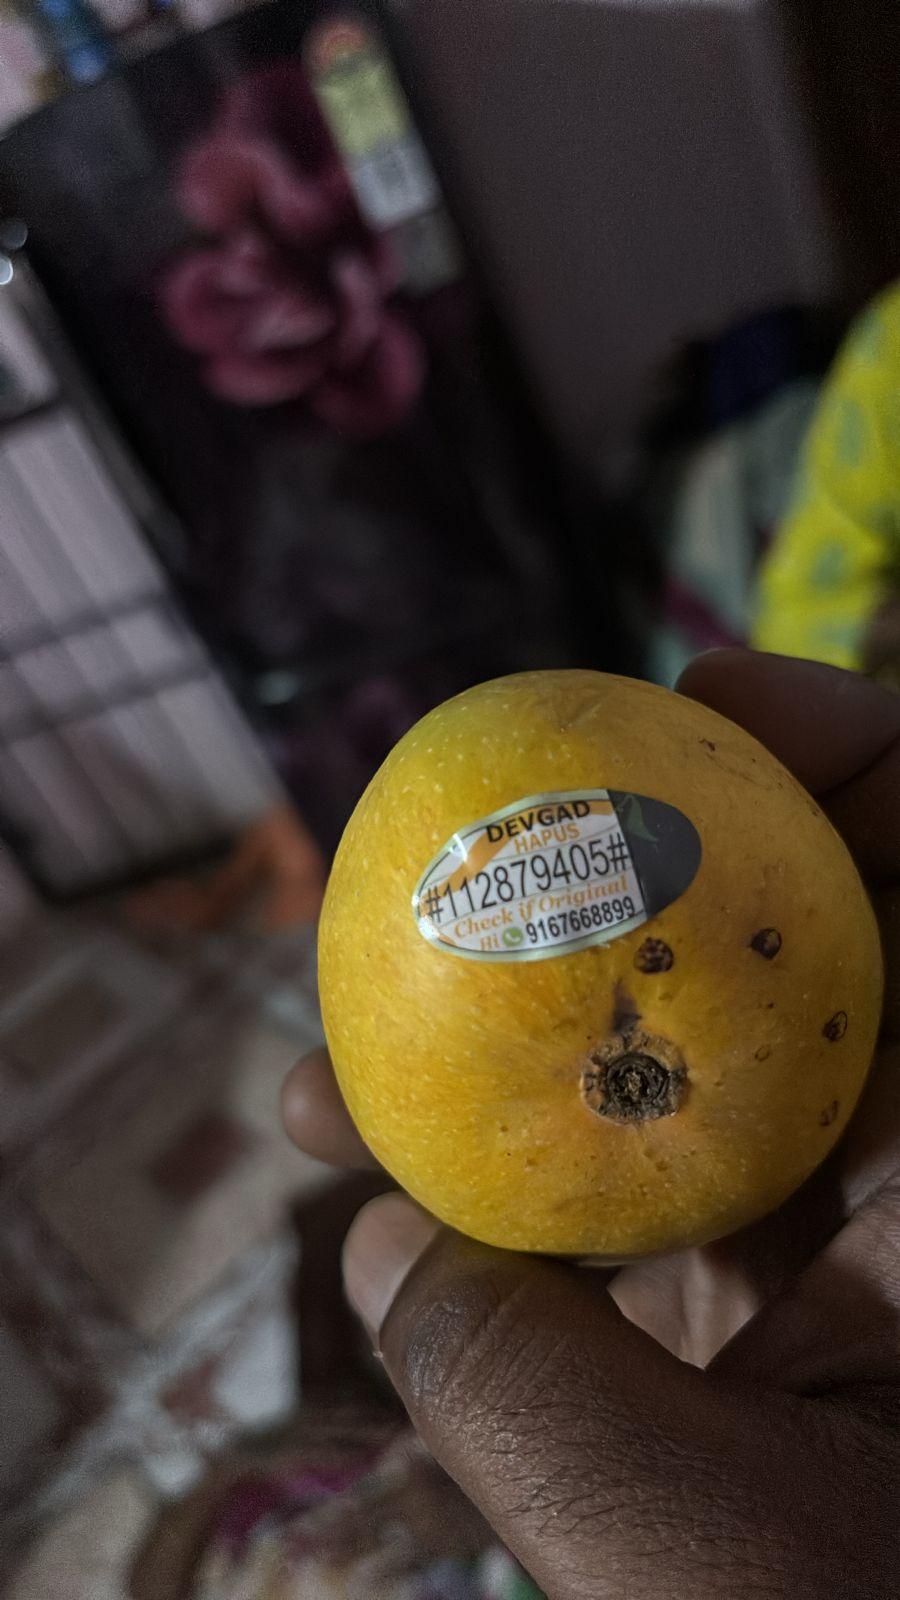 DEVGAD
HAPUS
#112879405#
Check if Original
Hi 9167668899